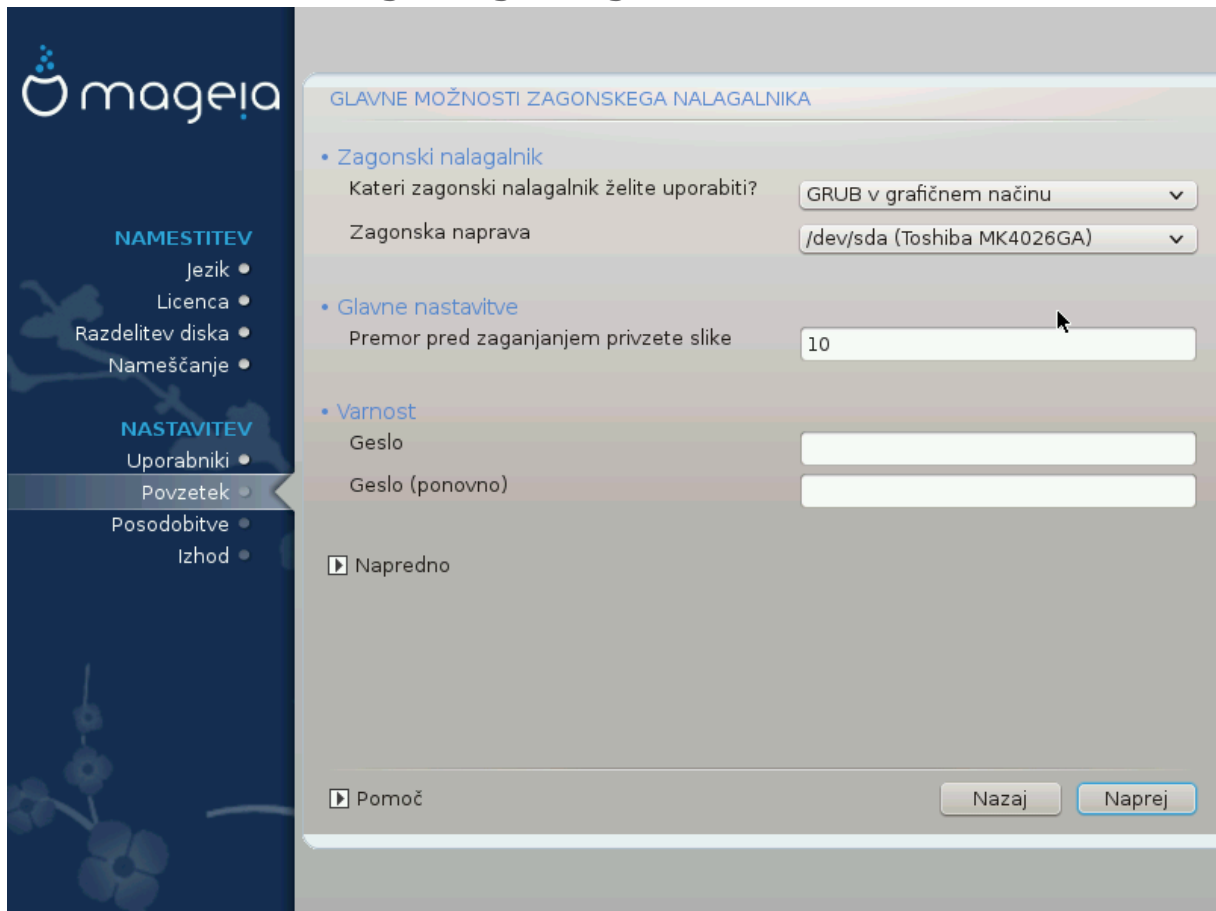 mageia
NAMESTITEV
Jezik
Licenca
Razdelitev diska
Nameščanje
NASTAVITEV
Uporabniki
Povzetek
Posodobitve
Izhod
GLAVNE MOŽNOSTI ZAGONSKEGA NALAGALNIKA
• Zagonski nalagalnik
Kateri zagonski nalagalnik želite uporabiti? GRUB v grafičnem načinu
Zagonska naprava /dev/sda (Toshiba MK4026GA)
• Glavne nastavitve
Premor pred zaganjanjem privzete slike 10
• Varnost
Geslo
Geslo (ponovno)
Napredno
Pomoč Nazaj Naprej